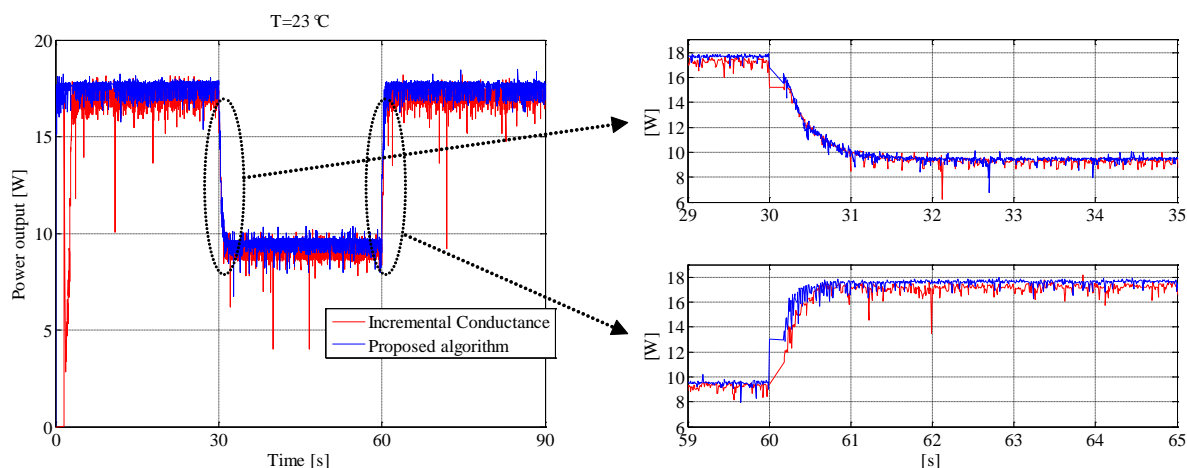 T=23 °C
20
15
10
5
0
Power output [W]
0 30 60 90
Time [s]
Incremental Conductance
Proposed algorithm
18
16
14
12
10
8
6
[W]
29 30 31 32 33 34 35
18
16
14
12
10
8
6
[W]
59 60 61 62 63 64 65
[s]